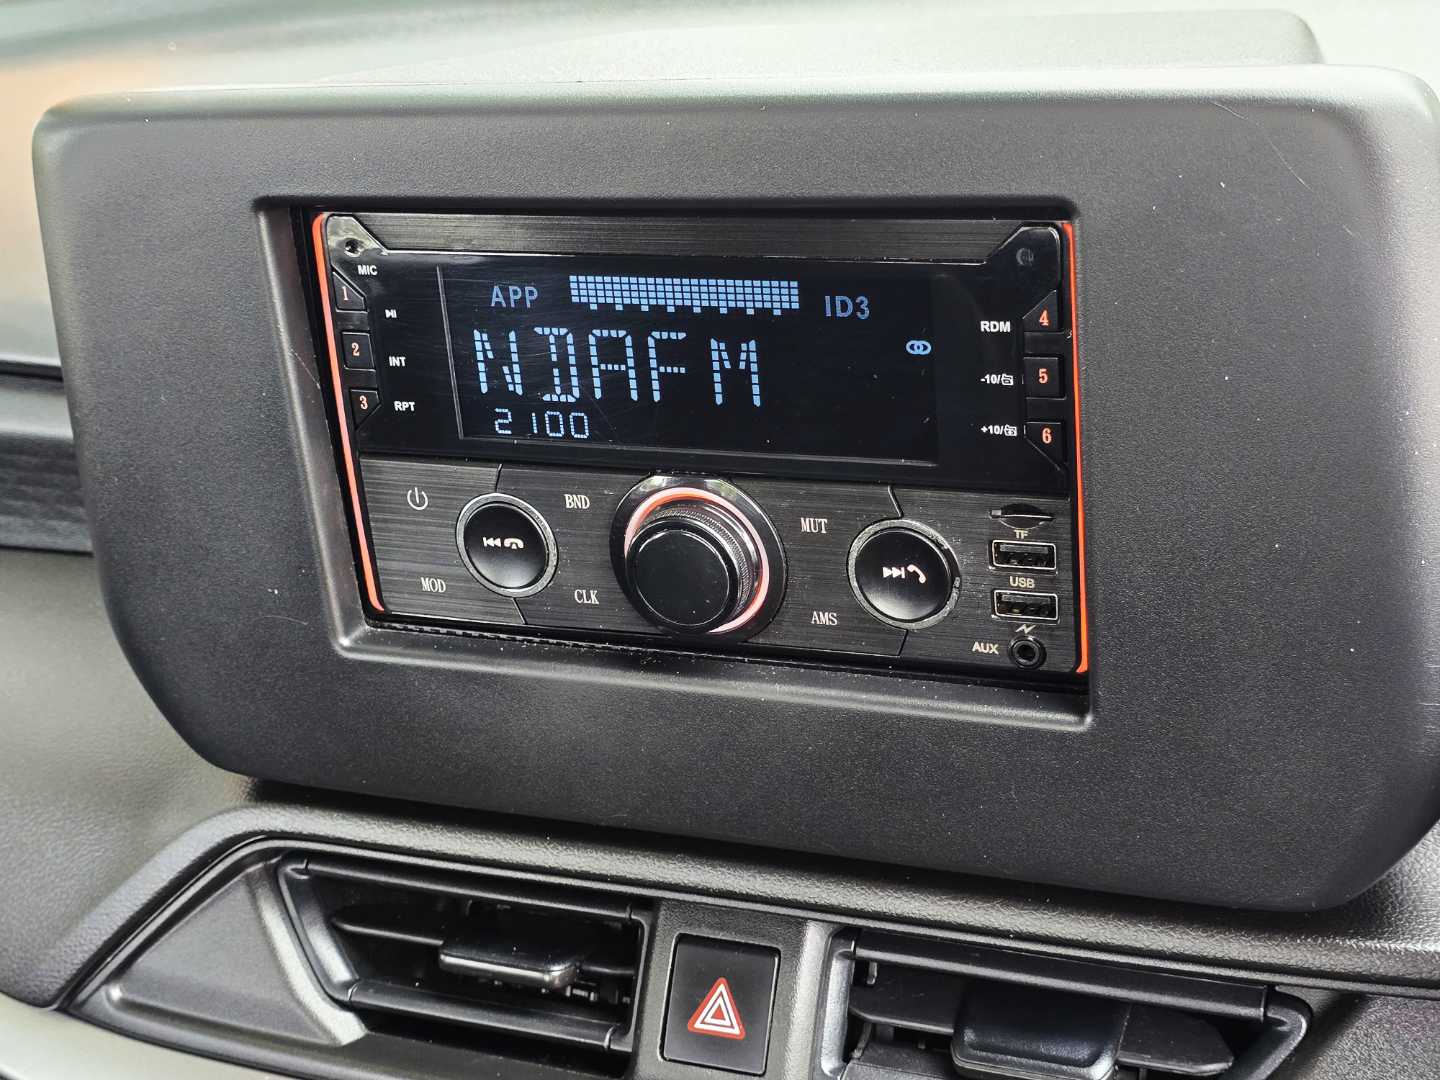 MIC
APP
ID3
1
4
RDM
NDAFM
2
INT
-10/
5
3
RPT
2100
+10/
6
BND
MUT
TF
USB
MOD
CLK
AMS
AUX